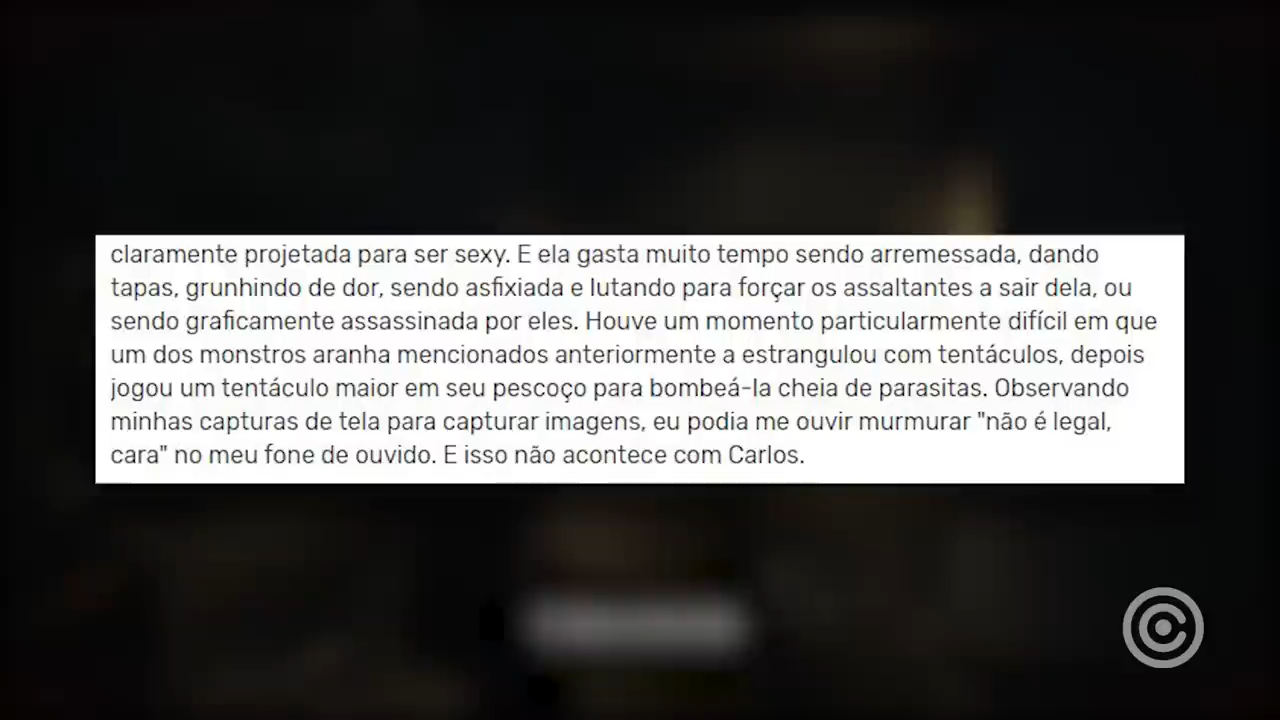 claramente projetada para ser sexy. E ela gasta muito tempo sendo arremessada, dando
tapas, grunhindo de dor, sendo asfixiada e lutando para forçar os assaltantes a sair dela, ou
sendo graficamente assassinada por eles. Houve um momento particularmente difícil em que
um dos monstros aranha mencionados anteriormente a estrangulou com tentáculos, depois
jogou um tentáculo maior em seu pescoço para bombeá-la cheia de parasitas. Observando
minhas capturas de tela para capturar imagens, eu podia me ouvir murmurar "não é legal,
cara" no meu fone de ouvido. E isso não acontece com Carlos.